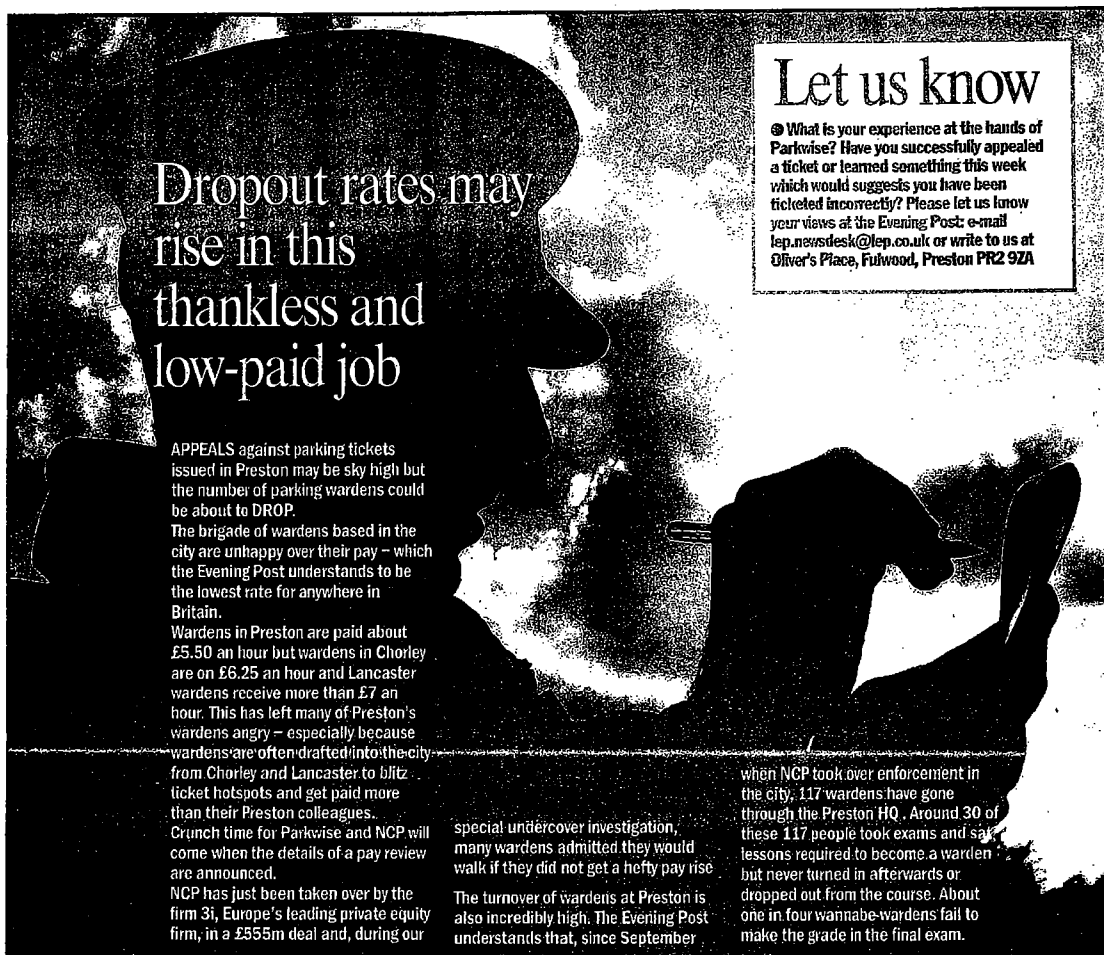 Dropout rates may
rise in this
thankless and
low-paid job
APPEALS against parking tickets
issued in Preston may be sky high but
the number of parking wardens could
be about to DROP.
The brigade of wardens based in the
city are unhappy over their pay – which
the Evening Post understands to be
the lowest rate for anywhere in
Britain.
Wardens in Preston are paid about
£5.50 an hour but wardens in Chorley
are on £6.25 an hour and Lancaster
wardens receive more than £7 an
hour. This has left many of Preston's
wardens angry – especially because
wardens are often drafted into the city
from Chorley and Lancaster to blitz
ticket hotspots and get paid more
than their Preston colleagues.
Crunch time for Parkwise and NCP will
come when the details of a pay review
are announced.
NCP has just been taken over by the
firm 3i, Europe's leading private equity
firm, in a £555m deal and, during our
special undercover investigation,
many wardens admitted they would
walk if they did not get a hefty pay rise
The turnover of wardens at Preston is
also incredibly high. The Evening Post
understands that, since September
when NCP took over enforcement in
the city, 117 wardens have gone
through the Preston HQ . Around 30 of
these 117 people took exams and sat
lessons required to become a warden
but never turned in afterwards or
dropped out from the course. About
one in four wannabe-wardens fail to
make the grade in the final exam.
Let us know
What is your experience at the hands of
Parkwise? Have you successfully appealed
a ticket or learned something this week
which would suggests you have been
ticketed incorrectly? Please let us know
your views at the Evening Post: e-mail
lep.newsdesk@lep.co.uk or write to us at
Oliver's Place, Fulwood, Preston PR2 9ZA